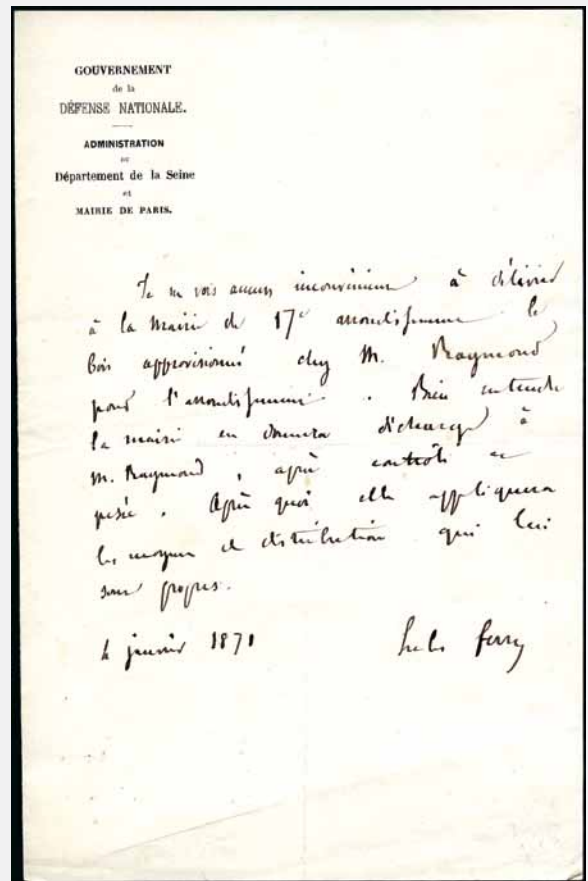 GOUVERNEMENT
de la
DÉFENSE NATIONALE.
ADMINISTRATION
DU
Département de la Seine
et
MAIRIE DE PARIS.
Je ne vois aucun inconvénient à délivrer
à la Mairie du 17e arrondissement le
bois approvisionné chez M. Raymond
pour l'arrondissement. Bien entendu
la mairie en donnera décharge à
M. Raymond, après contrôle et
pesée. Après quoi elle appliquera
les moyens de distribution qui lui
sont propres.
4 janvier 1871
Jules Ferry